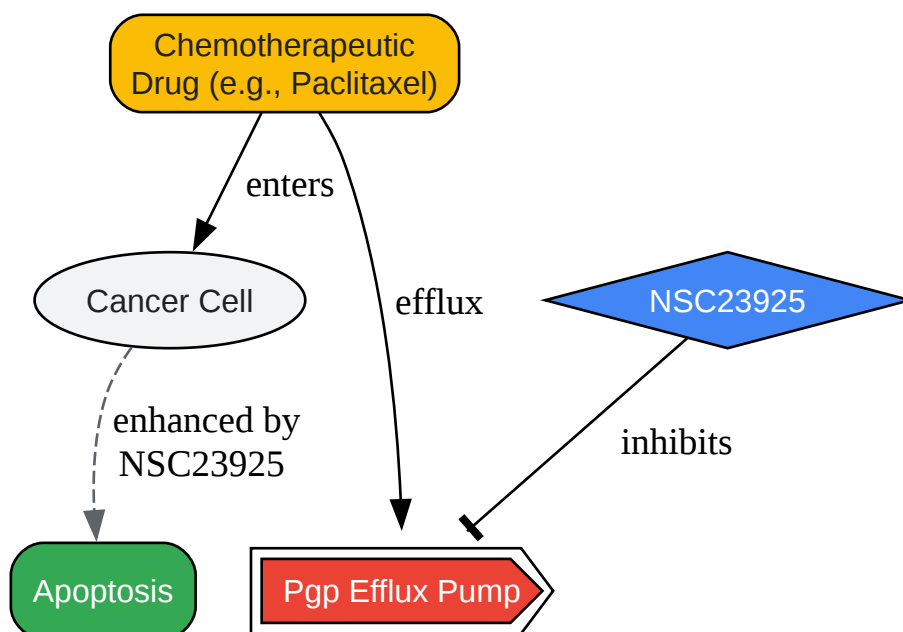 Chemotherapeutic
Drug (e.g., Paclitaxel)
enters
Cancer Cell
efflux
NSC23925
enhanced by
NSC23925
inhibits
Apoptosis
Pgp Efflux Pump